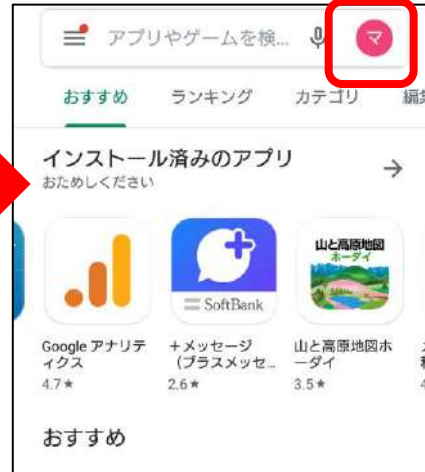 アプリやゲームを検... マ
おすすめ ランキング カテゴリ 編集
インストール済みのアプリ
おためしください
SoftBank
山と高原地図
ホーダイ
Google アナリテ
ィクス
4.7★
+メッセージ
(プラスメッセ...
2.6★
山と高原地図ホ
ーダイ
3.5★
4
おすすめ